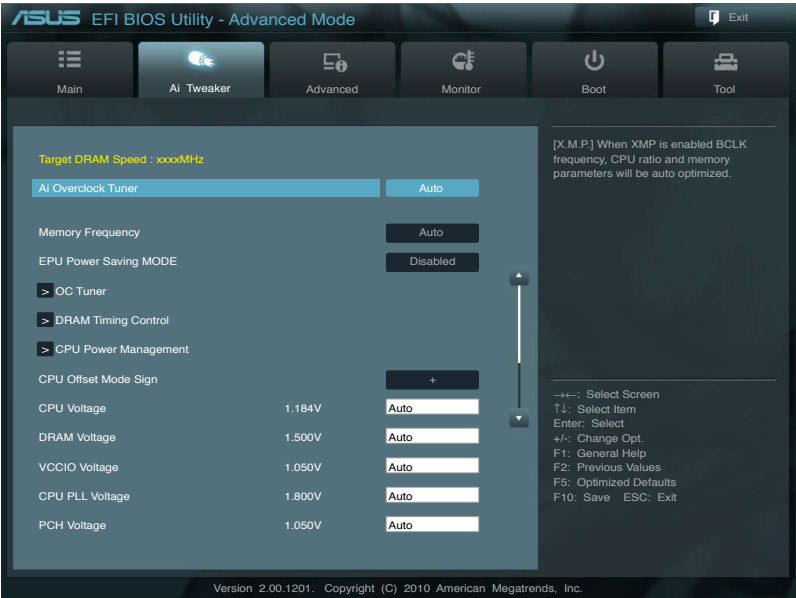 ASUS EFI BIOS Utility - Advanced Mode
Exit
Main
Ai Tweaker
Advanced
Monitor
Boot
Tool
Target DRAM Speed : xxxxMHz
Ai Overclock Tuner Auto
Memory Frequency Auto
EPU Power Saving MODE Disabled
> OC Tuner
> DRAM Timing Control
> CPU Power Management
CPU Offset Mode Sign +
CPU Voltage 1.184V Auto
DRAM Voltage 1.500V Auto
VCCIO Voltage 1.050V Auto
CPU PLL Voltage 1.800V Auto
PCH Voltage 1.050V Auto
[X.M.P.] When XMP is enabled BCLK
frequency, CPU ratio and memory
parameters will be auto optimized.
→←: Select Screen
↑↓: Select Item
Enter: Select
+/-: Change Opt.
F1: General Help
F2: Previous Values
F5: Optimized Defaults
F10: Save ESC: Exit
Version 2.00.1201. Copyright (C) 2010 American Megatrends, Inc.